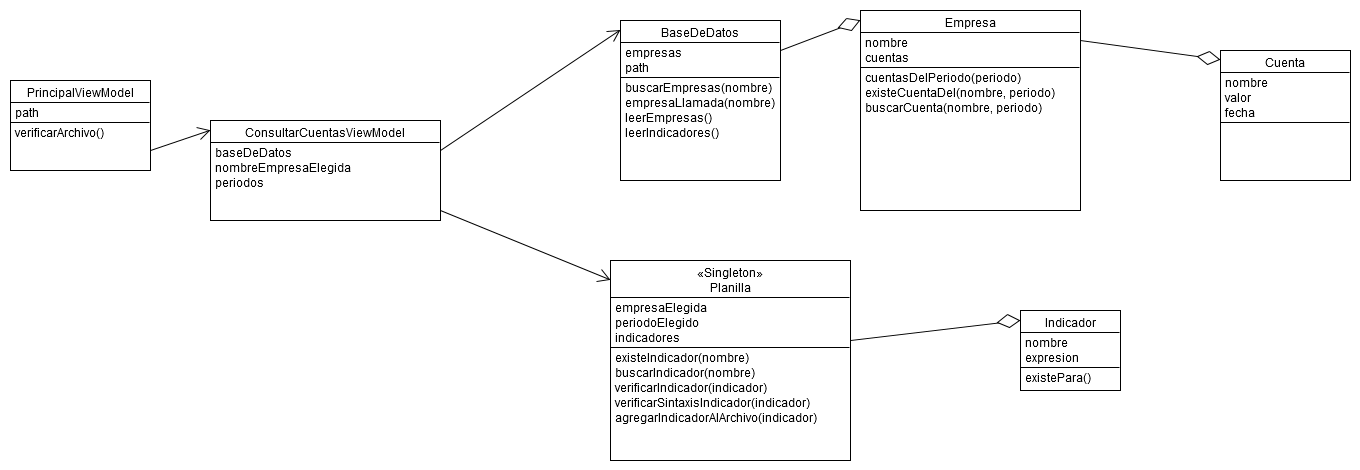 PrincipalViewModel
path
verificarArchivo()
ConsultarCuentasViewModel
baseDeDatos
nombreEmpresaElegida
periodos
BaseDeDatos
empresas
path
buscarEmpresas(nombre)
empresaLlamada(nombre)
leerEmpresas()
leerIndicadores()
Empresa
nombre
cuentas
cuentasDelPeriodo(periodo)
existeCuentaDel(nombre, periodo)
buscarCuenta(nombre, periodo)
Cuenta
nombre
valor
fecha
«Singleton»
Planilla
empresaElegida
periodoElegido
indicadores
existeIndicador(nombre)
buscarIndicador(nombre)
verificarIndicador(indicador)
verificarSintaxisIndicador(indicador)
agregarIndicadorAlArchivo(indicador)
Indicador
nombre
expresion
existePara()